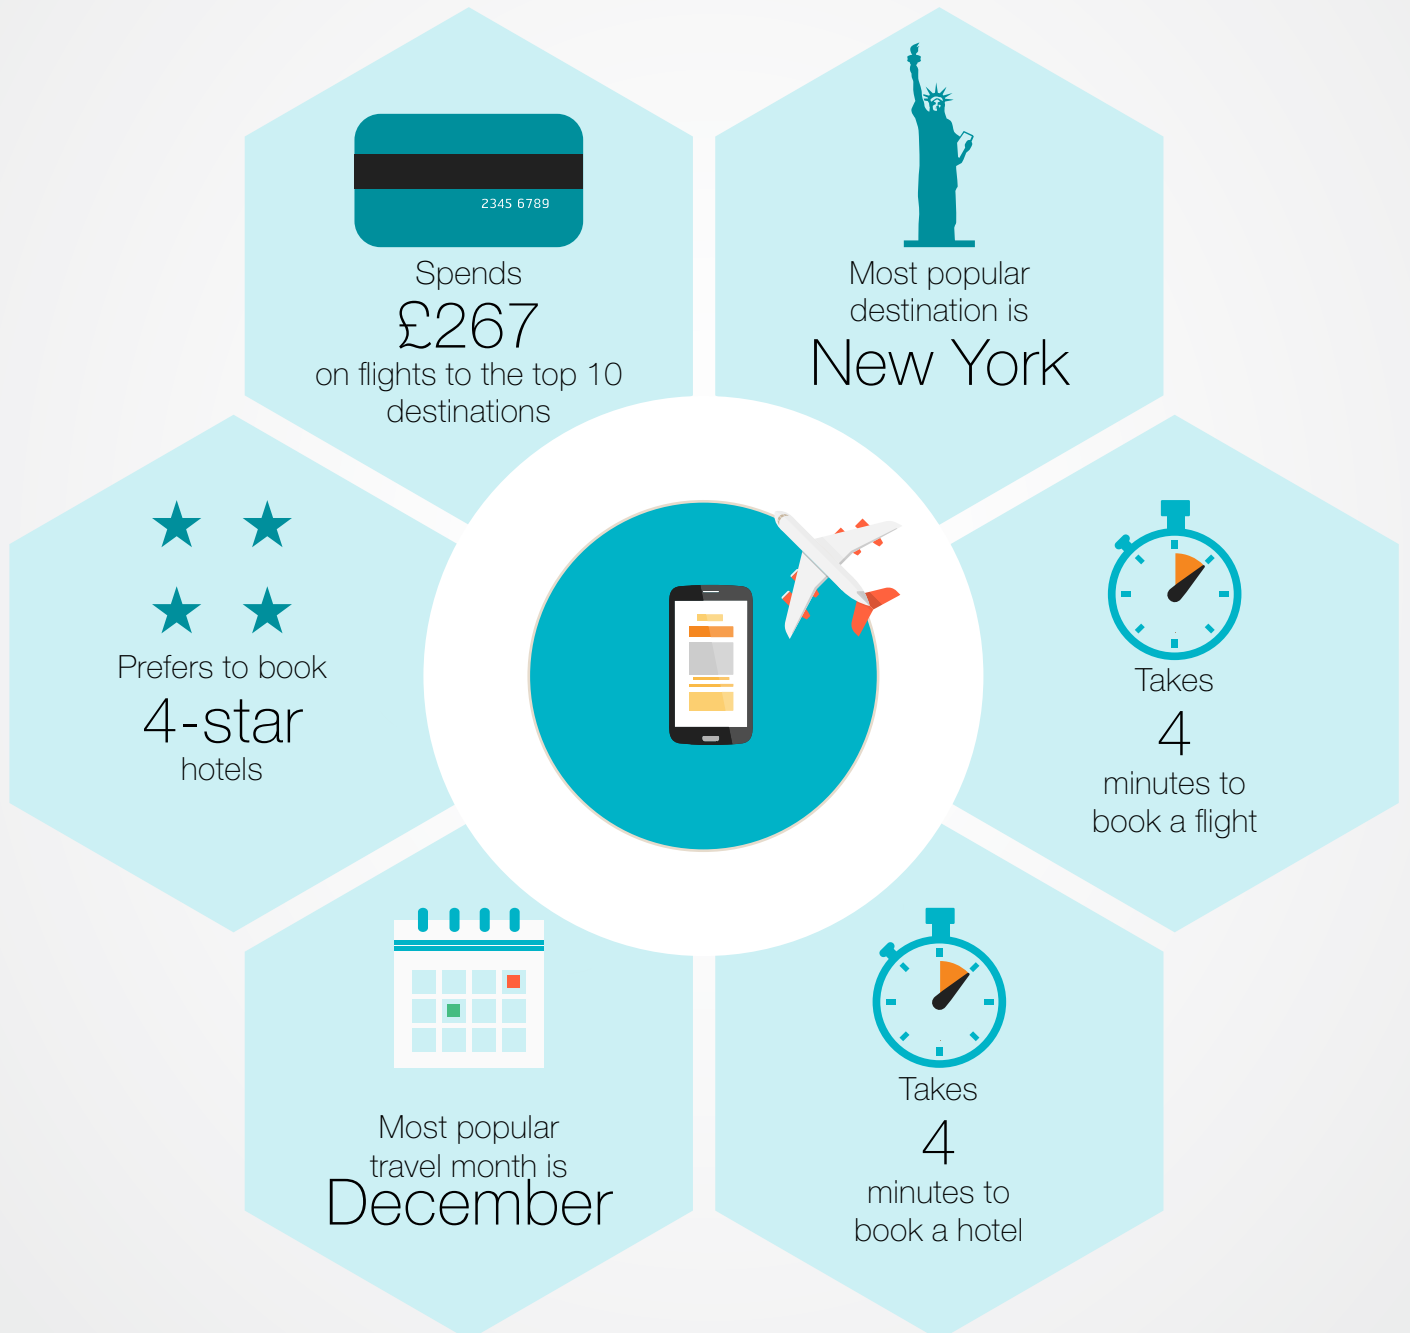 2345 6789
Spends
£267
on flights to the top 10
destinations
Most popular
destination is
New York
Prefers to book
4-star
hotels
Takes
4
minutes to
book a flight
Most popular
travel month is
December
Takes
4
minutes to
book a hotel